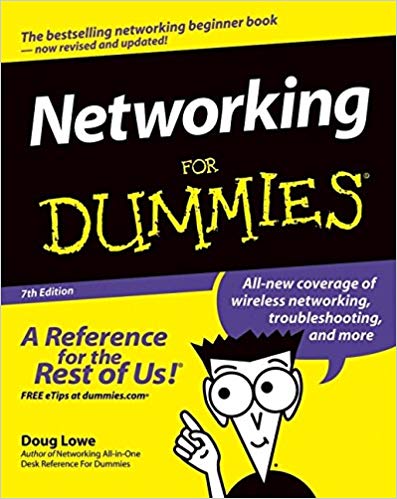 The bestselling networking beginner book
— now revised and updated!
Networking
FOR
DUMMIES®
7th Edition
All-new coverage of
wireless networking,
troubleshooting,
and more
A Reference
for the
Rest of Us!®
FREE eTips at dummies.com®
Doug Lowe
Author of Networking All-in-One
Desk Reference For Dummies